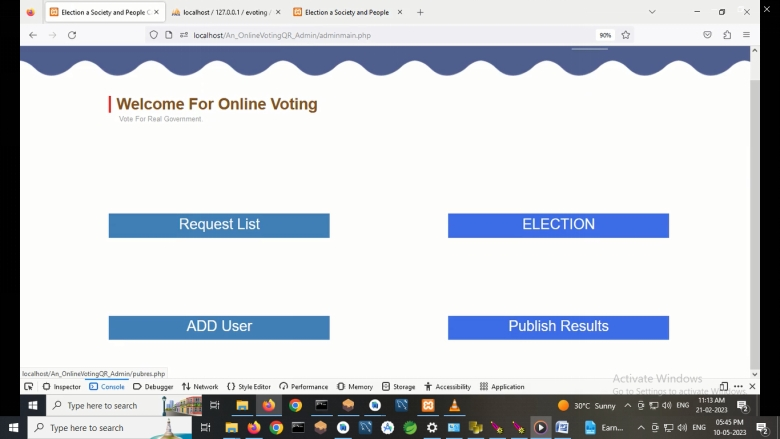 Election a Society and People C
localhost / 127.0.0.1 / evoting /
Election a Society and People
localhost/An_OnlineVotingQR_Admin/adminmain.php
90%
Welcome For Online Voting
Vote For Real Government
Request List
ELECTION
ADD User
Publish Results
localhost/An_OnlineVotingQR_Admin/pubres.php
Activate Windows
Go to Settings to activate Windows.
Inspector
Console
Debugger
Network
Style Editor
Performance
Memory
Storage
Accessibility
Application
Type here to search
30°C Sunny
ENG
11:13 AM
21-02-2023
Type here to search
Earn...
ENG
05:45 PM
10-05-2023